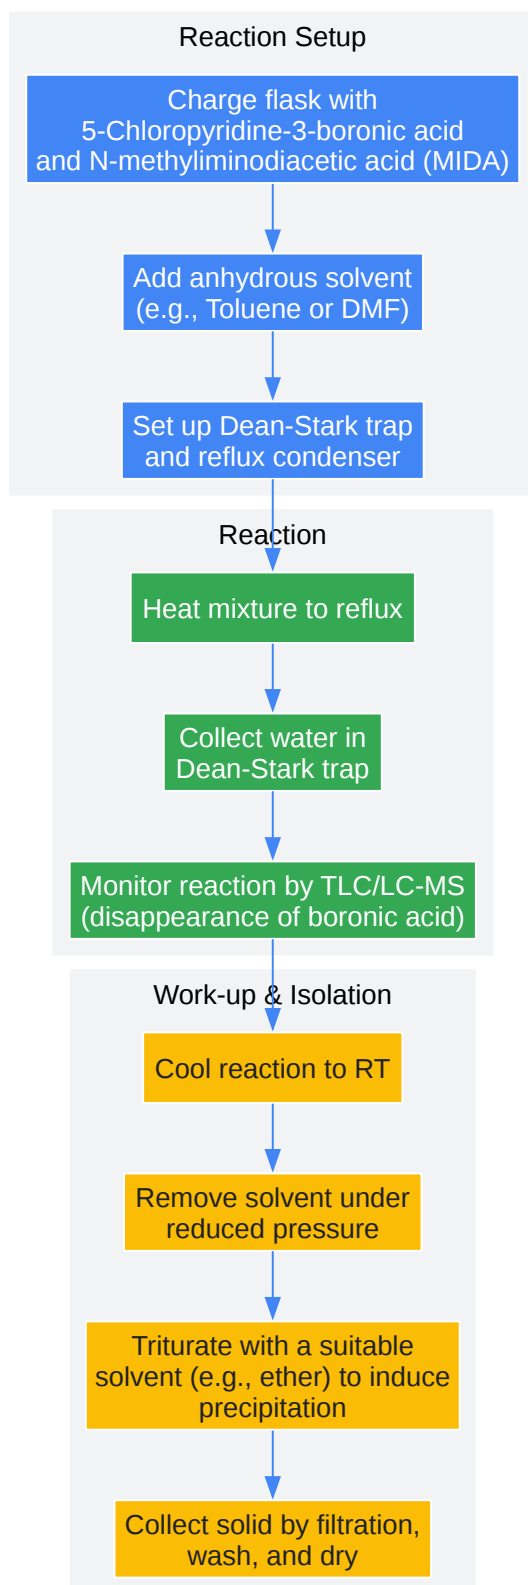 Reaction Setup
Charge flask with
5-Chloropyridine-3-boronic acid
and N-methyliminodiacetic acid (MIDA)
Add anhydrous solvent
(e.g., Toluene or DMF)
Set up Dean-Stark trap
and reflux condenser
Reaction
Heat mixture to reflux
Collect water in
Dean-Stark trap
Monitor reaction by TLC/LC-MS
(disappearance of boronic acid)
Work-up & Isolation
Cool reaction to RT
Remove solvent under
reduced pressure
Triturate with a suitable
solvent (e.g., ether) to induce
precipitation
Collect solid by filtration,
wash, and dry